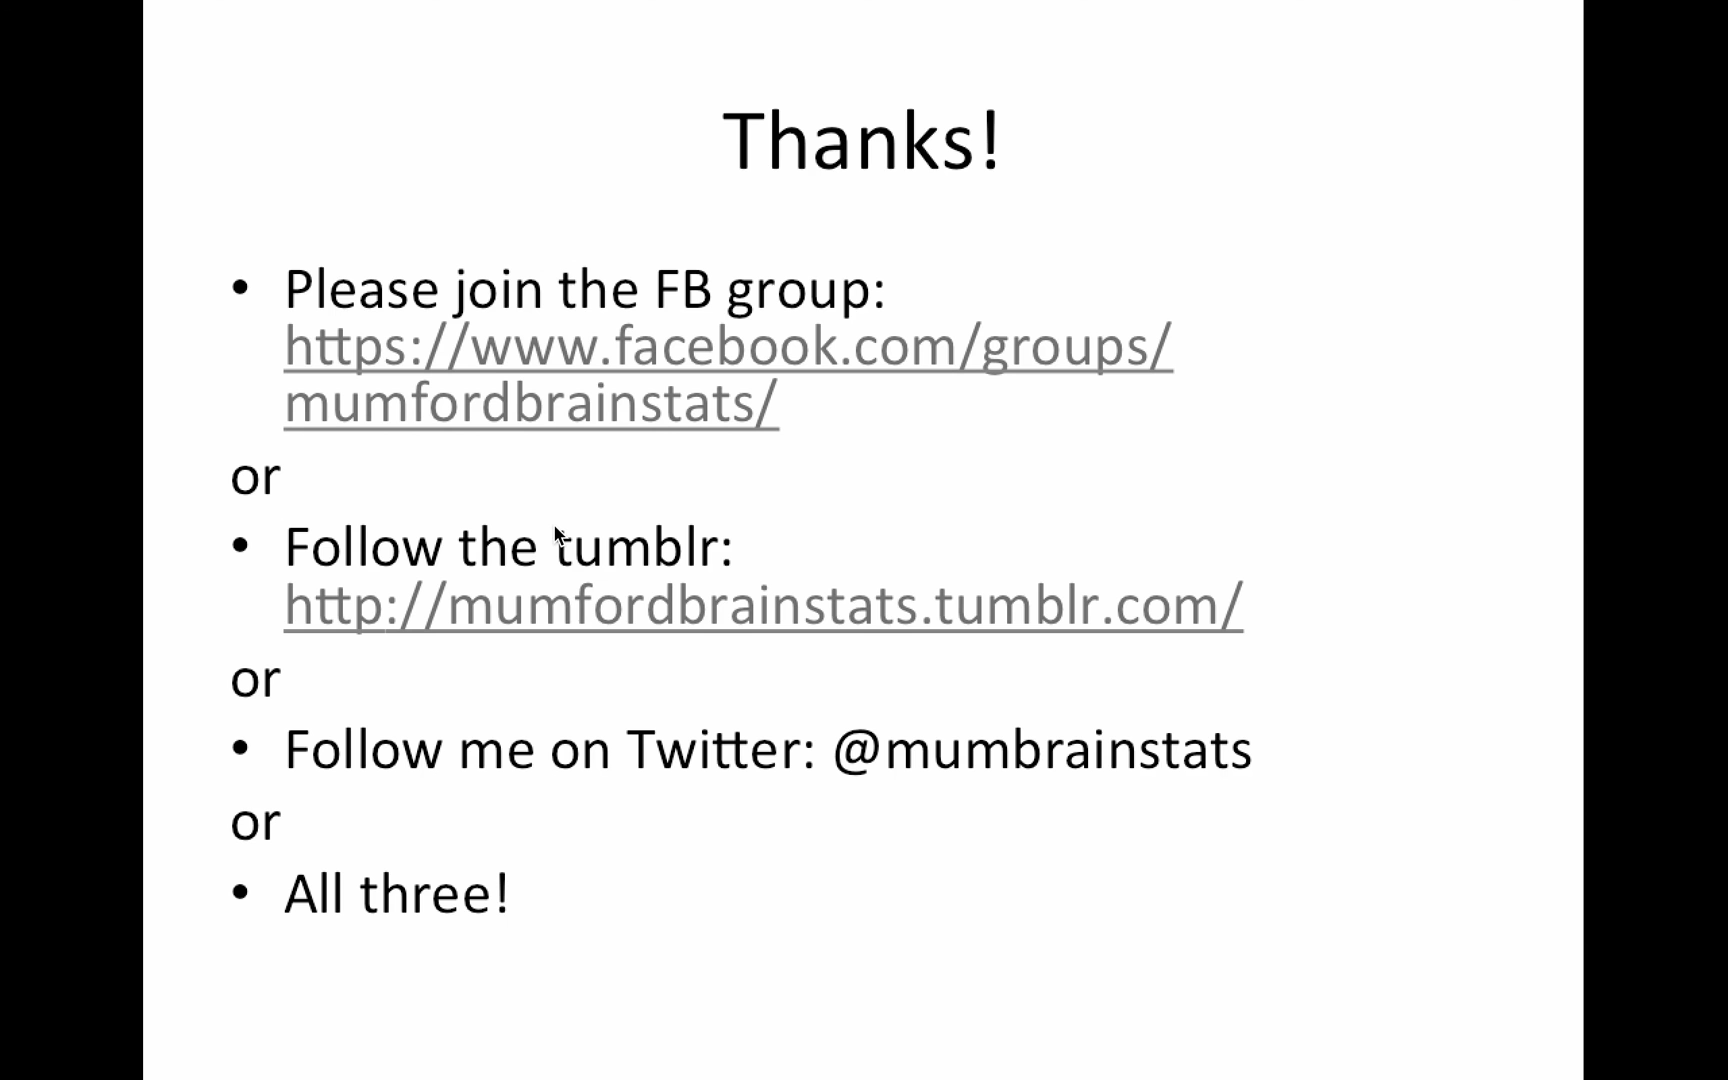 Thanks!
• Please join the FB group:
https://www.facebook.com/groups/
mumfordbrainstats/
or
• Follow the tumblr:
http://mumfordbrainstats.tumblr.com/
or
• Follow me on Twitter: @mumbrainstats
or
• All three!